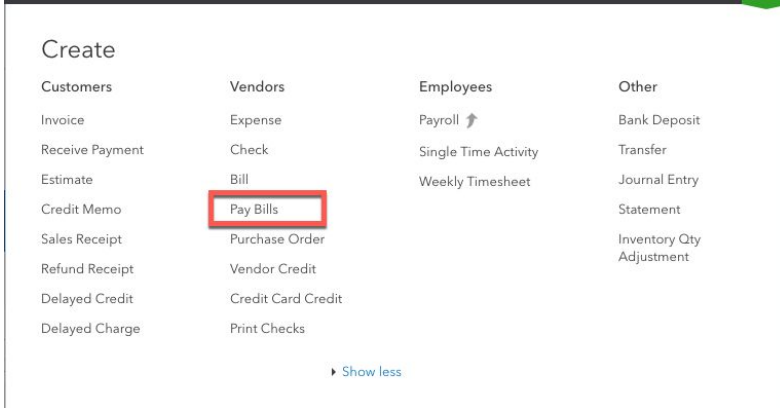 Create
Customers
Invoice
Receive Payment
Estimate
Credit Memo
Sales Receipt
Refund Receipt
Delayed Credit
Delayed Charge
Vendors
Expense
Check
Bill
Pay Bills
Purchase Order
Vendor Credit
Credit Card Credit
Print Checks
Employees
Payroll
Single Time Activity
Weekly Timesheet
Other
Bank Deposit
Transfer
Journal Entry
Statement
Inventory Qty
Adjustment
Show less